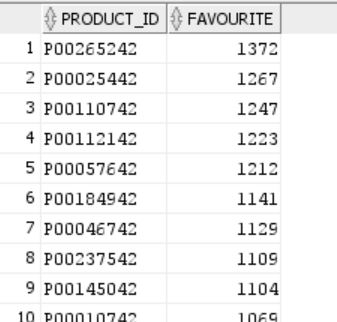 PRODUCT_ID FAVOURITE
1 P00265242 1372
2 P00025442 1267
3 P00110742 1247
4 P00112142 1223
5 P00057642 1212
6 P00184942 1141
7 P00046742 1129
8 P00237542 1109
9 P00145042 1104
10 P00010742 1069